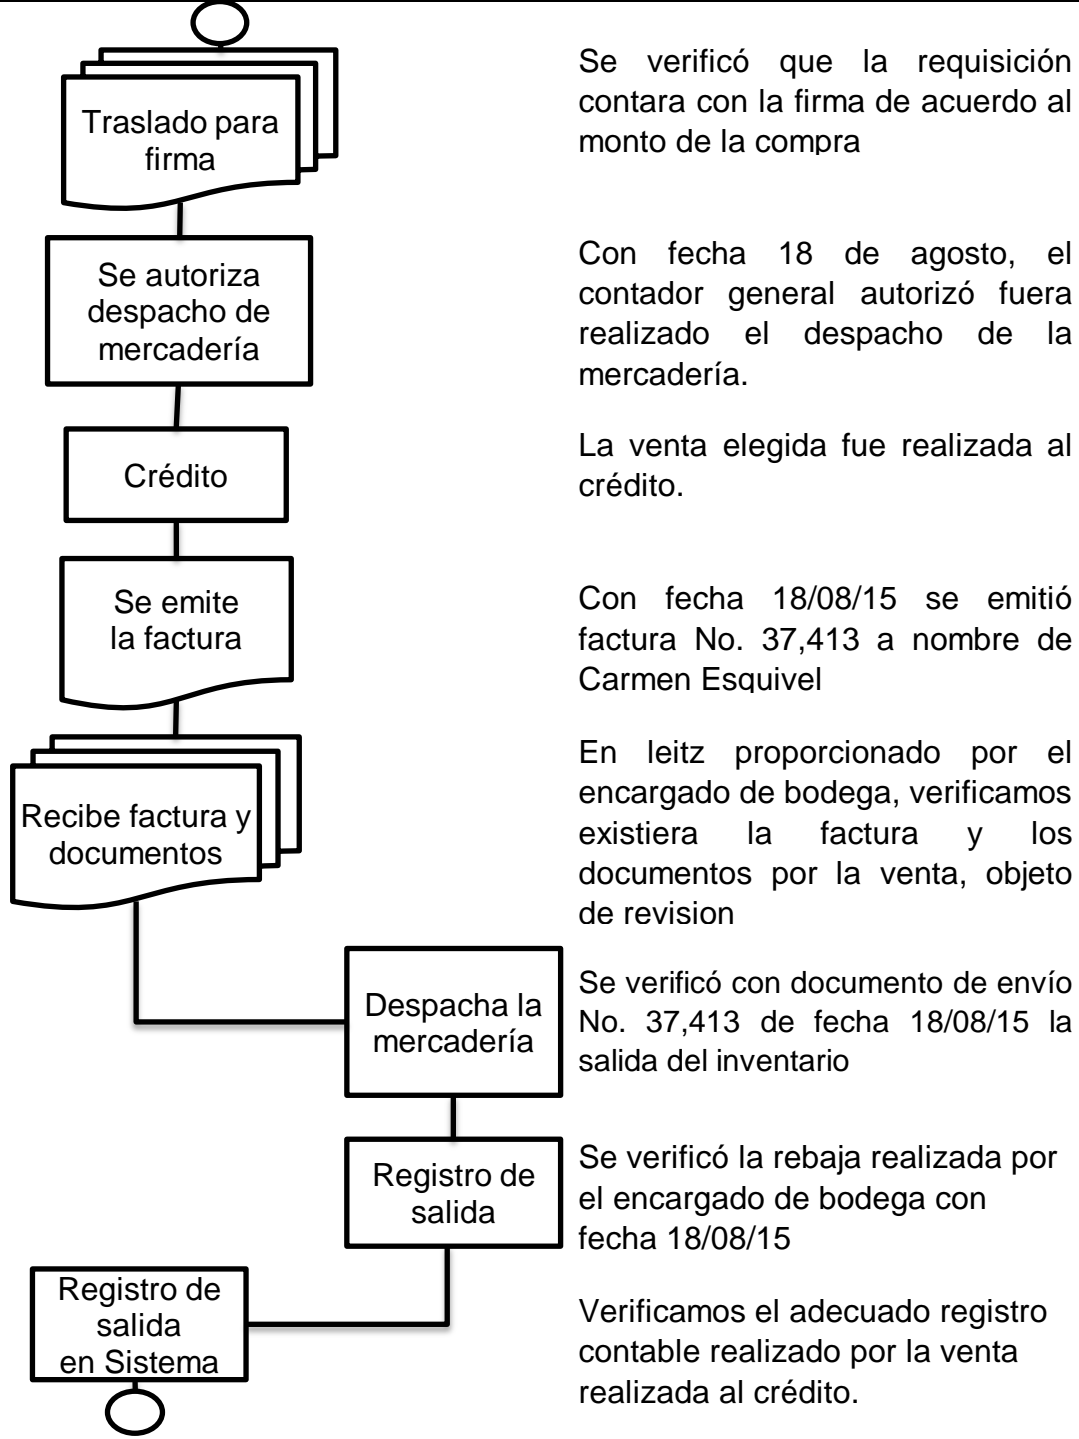 Traslado para
firma
Se verificó que la requisición
contara con la firma de acuerdo al
monto de la compra
Se autoriza
despacho de
mercadería
Con fecha 18 de agosto, el
contador general autorizó fuera
realizado el despacho de la
mercadería.
Crédito
La venta elegida fue realizada al
crédito.
Se emite
la factura
Con fecha 18/08/15 se emitió
factura No. 37,413 a nombre de
Carmen Esquivel
Recibe factura y
documentos
En leitz proporcionado por el
encargado de bodega, verificamos
existiera la factura y los
documentos por la venta, objeto
de revision
Despacha la
mercadería
Se verificó con documento de envío
No. 37,413 de fecha 18/08/15 la
salida del inventario
Registro de
salida
Se verificó la rebaja realizada por
el encargado de bodega con
fecha 18/08/15
Registro de
salida
en Sistema
Verificamos el adecuado registro
contable realizado por la venta
realizada al crédito.